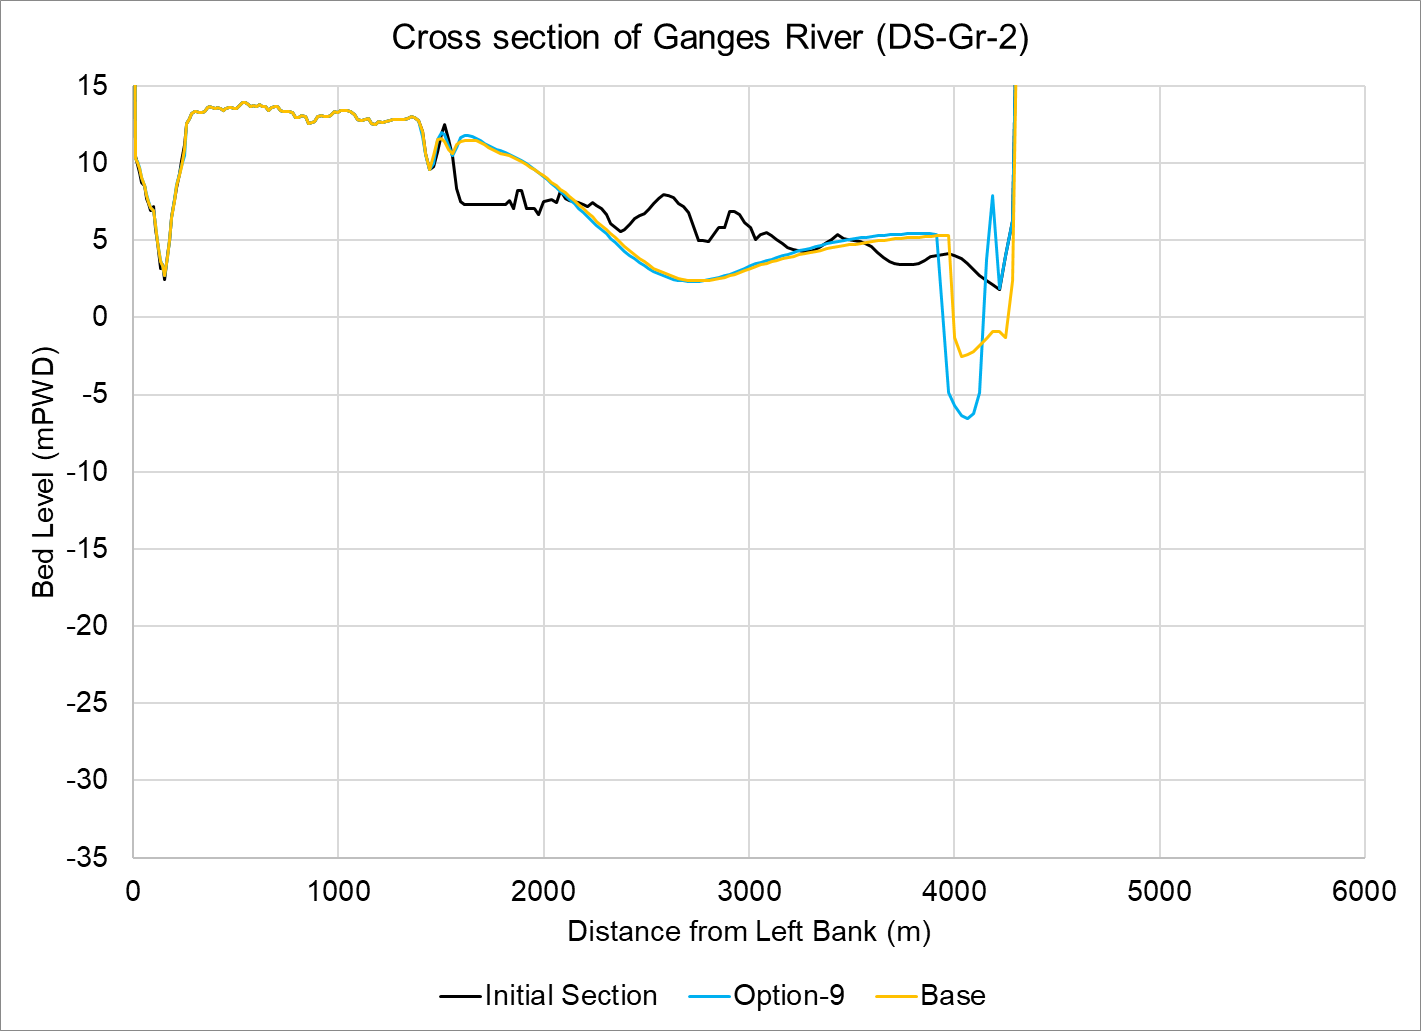 Cross section of Ganges River (DS-Gr-2)
15
10
5
0
-5
-10
-15
-20
-25
-30
-35
Bed Level (mPWD)
0 1000 2000 3000 4000 5000 6000
Distance from Left Bank (m)
Initial Section Option-9 Base